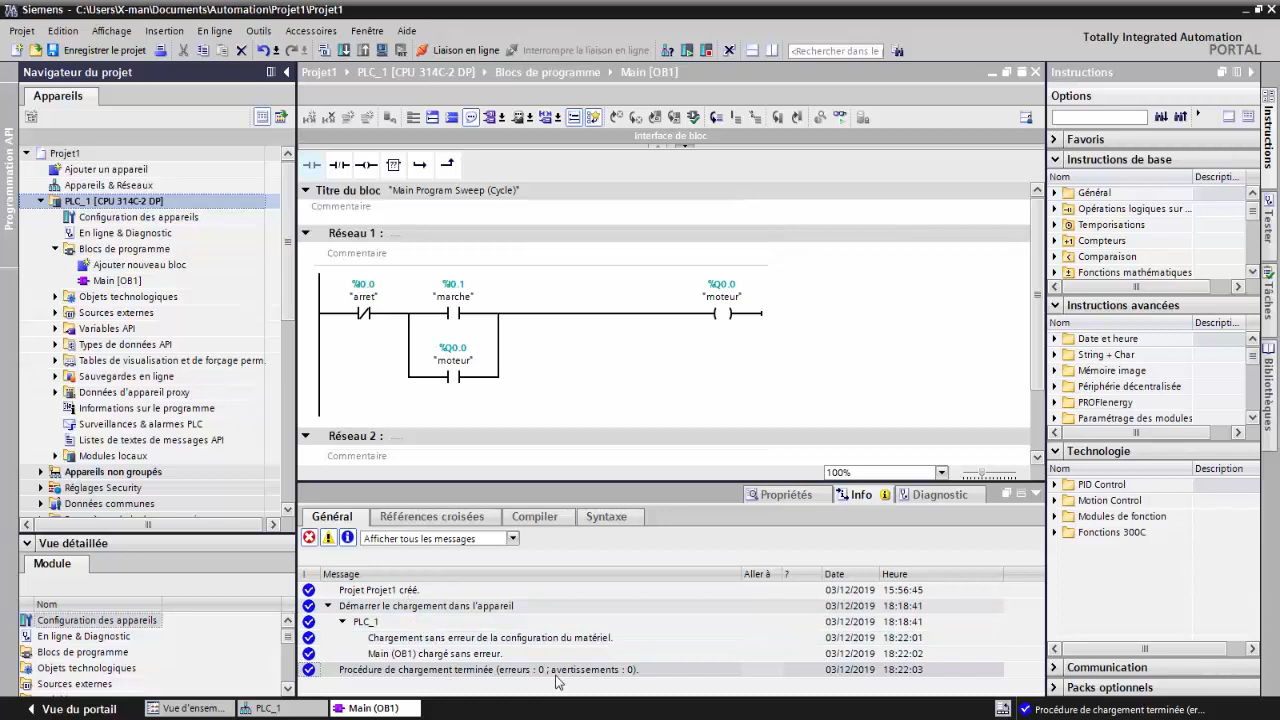 Siemens - C:\Users\X-man\Documents\Automation\Projet1\Projet1
Projet Edition Affichage Insertion En ligne Outils Accessoires Fenêtre Aide
Totally Integrated Automation
PORTAL
Enregistrer le projet
Liaison en ligne
Interrompre la liaison en ligne
<Rechercher dans le
Navigateur du projet
Projet1 PLC_1 [CPU 314C-2 DP] Blocs de programme Main [OB1]
Instructions
Appareils
Options
Programmation API
Interface de bloc
Favoris
Instructions de base
Nom Descripti...
Général
Opérations logiques sur ...
Temporisations
Compteurs
Comparaison
Fonctions mathématiques
Projet1
Ajouter un appareil
Appareils & Réseaux
PLC_1 [CPU 314C-2 DP]
Configuration des appareils
En ligne & Diagnostic
Blocs de programme
Ajouter nouveau bloc
Main [OB1]
Objets technologiques
Sources externes
Variables API
Types de données API
Tables de visualisation et de forçage perm.
Sauvegardes en ligne
Données d'appareil proxy
Informations sur le programme
Surveillances & alarmes PLC
Listes de textes de messages API
Modules locaux
Appareils non groupés
Réglages Security
Données communes
Titre du bloc "Main Program Sweep (Cycle)"
Commentaire
Réseau 1 : ....
Commentaire
%I0.0
"arret"
%I0.1
"marche"
%Q0.0
"moteur"
%Q0.0
"moteur"
Réseau 2 : ....
Commentaire
100%
Instructions avancées
Nom Descripti...
Date et heure
String + Char
Mémoire image
Périphérie décentralisée
PROFIenergy
Paramétrage des modules
Technologie
Nom Description
PID Control
Motion Control
Modules de fonction
Fonctions 300C
Communication
Packs optionnels
Instructions
Tester
Tâches
Bibliothèques
Propriétés Info Diagnostic
Général Références croisées Compiler Syntaxe
Afficher tous les messages
! Message Aller à ? Date Heure
Projet Projet1 créé. 03/12/2019 15:56:45
Démarrer le chargement dans l'appareil 03/12/2019 18:18:41
PLC_1 03/12/2019 18:18:41
Chargement sans erreur de la configuration du matériel. 03/12/2019 18:22:01
Main (OB1) chargé sans erreur. 03/12/2019 18:22:02
Procédure de chargement terminée (erreurs : 0 ; avertissements : 0). 03/12/2019 18:22:03
Vue détaillée
Module
Nom
Configuration des appareils
En ligne & Diagnostic
Blocs de programme
Objets technologiques
Sources externes
Vue du portail
Vue d'ensem...
PLC_1
Main (OB1)
Procédure de chargement terminée (er...